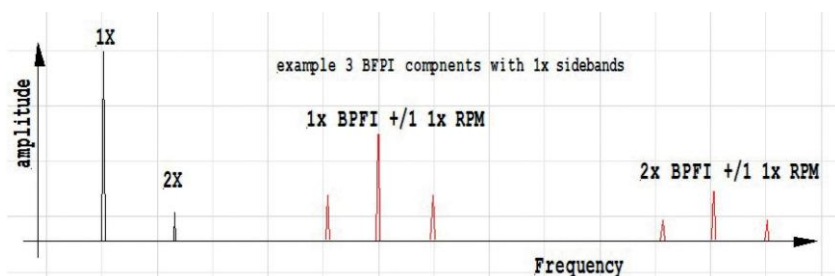 1X
example 3 BFPI compnents with 1x sidebands
1x BPFI +/1 1x RPM
2X
2x BPFI +/1 1x RPM
amplitude
Frequency